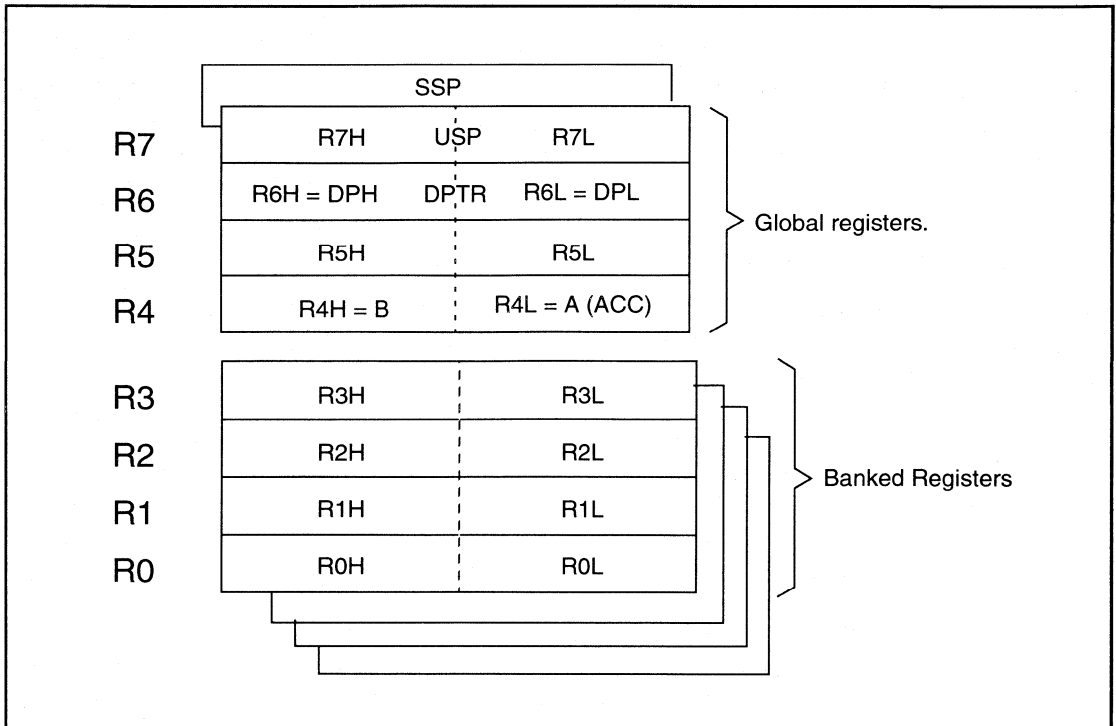 SSP
R7 R7H USP R7L
R6 R6H = DPH DPTR R6L = DPL
Global registers.
R5 R5H R5L
R4 R4H = B R4L = A (ACC)
R3 R3H R3L
R2 R2H R2L
Banked Registers
R1 R1H R1L
R0 R0H R0L